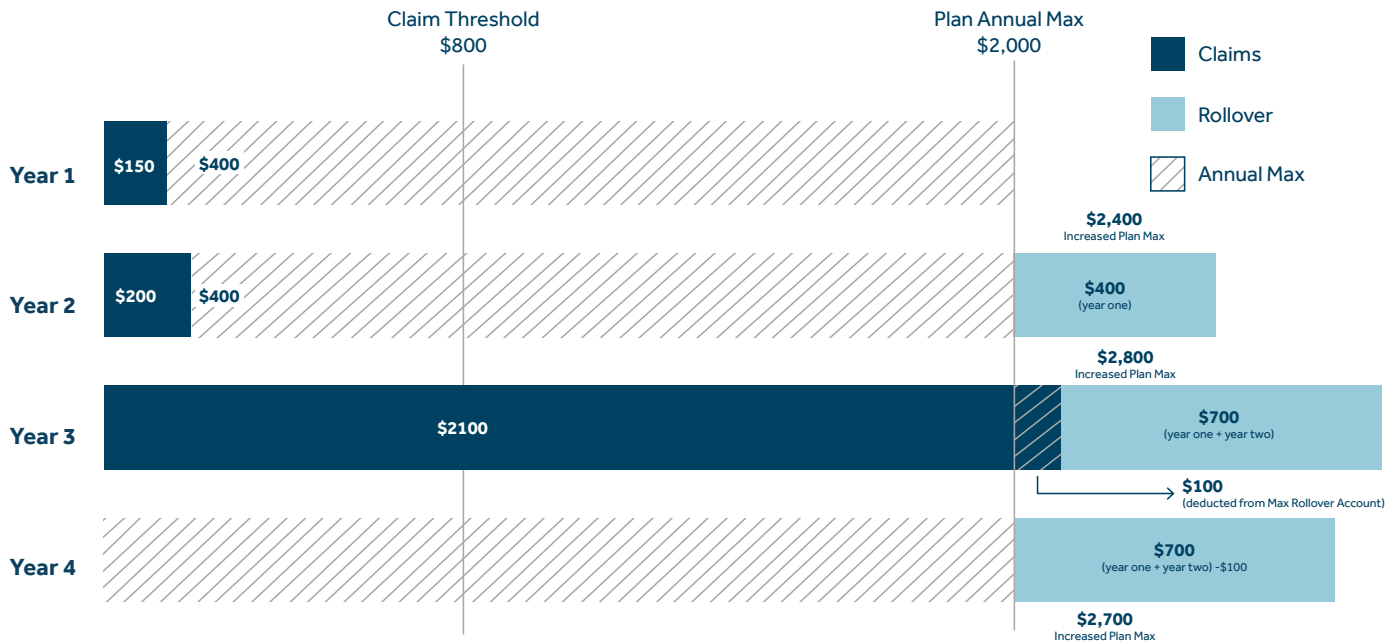 Claim Threshold
$800
Plan Annual Max
$2,000
Claims
Rollover
Annual Max
Year 1
$150
$400
$2,400
Increased Plan Max
Year 2
$200
$400
$400
(year one)
$2,800
Increased Plan Max
Year 3
$2100
$700
(year one + year two)
$100
(deducted from Max Rollover Account)
Year 4
$700
(year one + year two) -$100
$2,700
Increased Plan Max